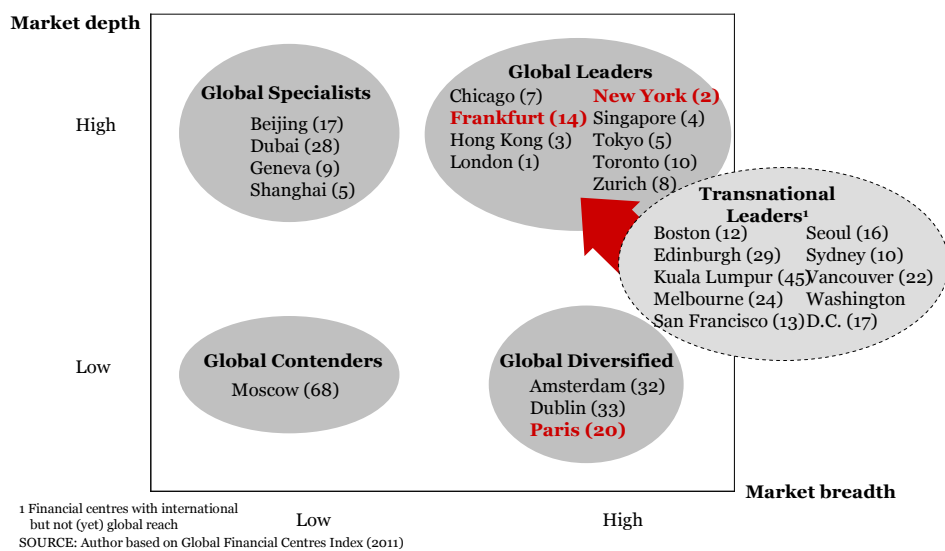 Market depth
High
Low
Global Specialists
Beijing (17)
Dubai (28)
Geneva (9)
Shanghai (5)
Global Leaders
Chicago (7)
Frankfurt (14)
Hong Kong (3)
London (1)
New York (2)
Singapore (4)
Tokyo (5)
Toronto (10)
Zurich (8)
Transnational
Leaders¹
Boston (12)
Edinburgh (29)
Kuala Lumpur (45)
Melbourne (24)
San Francisco (13)
Seoul (16)
Sydney (10)
Vancouver (22)
Washington
D.C. (17)
Global Contenders
Moscow (68)
Global Diversified
Amsterdam (32)
Dublin (33)
Paris (20)
Market breadth
Low
High
1 Financial centres with international
but not (yet) global reach
SOURCE: Author based on Global Financial Centres Index (2011)